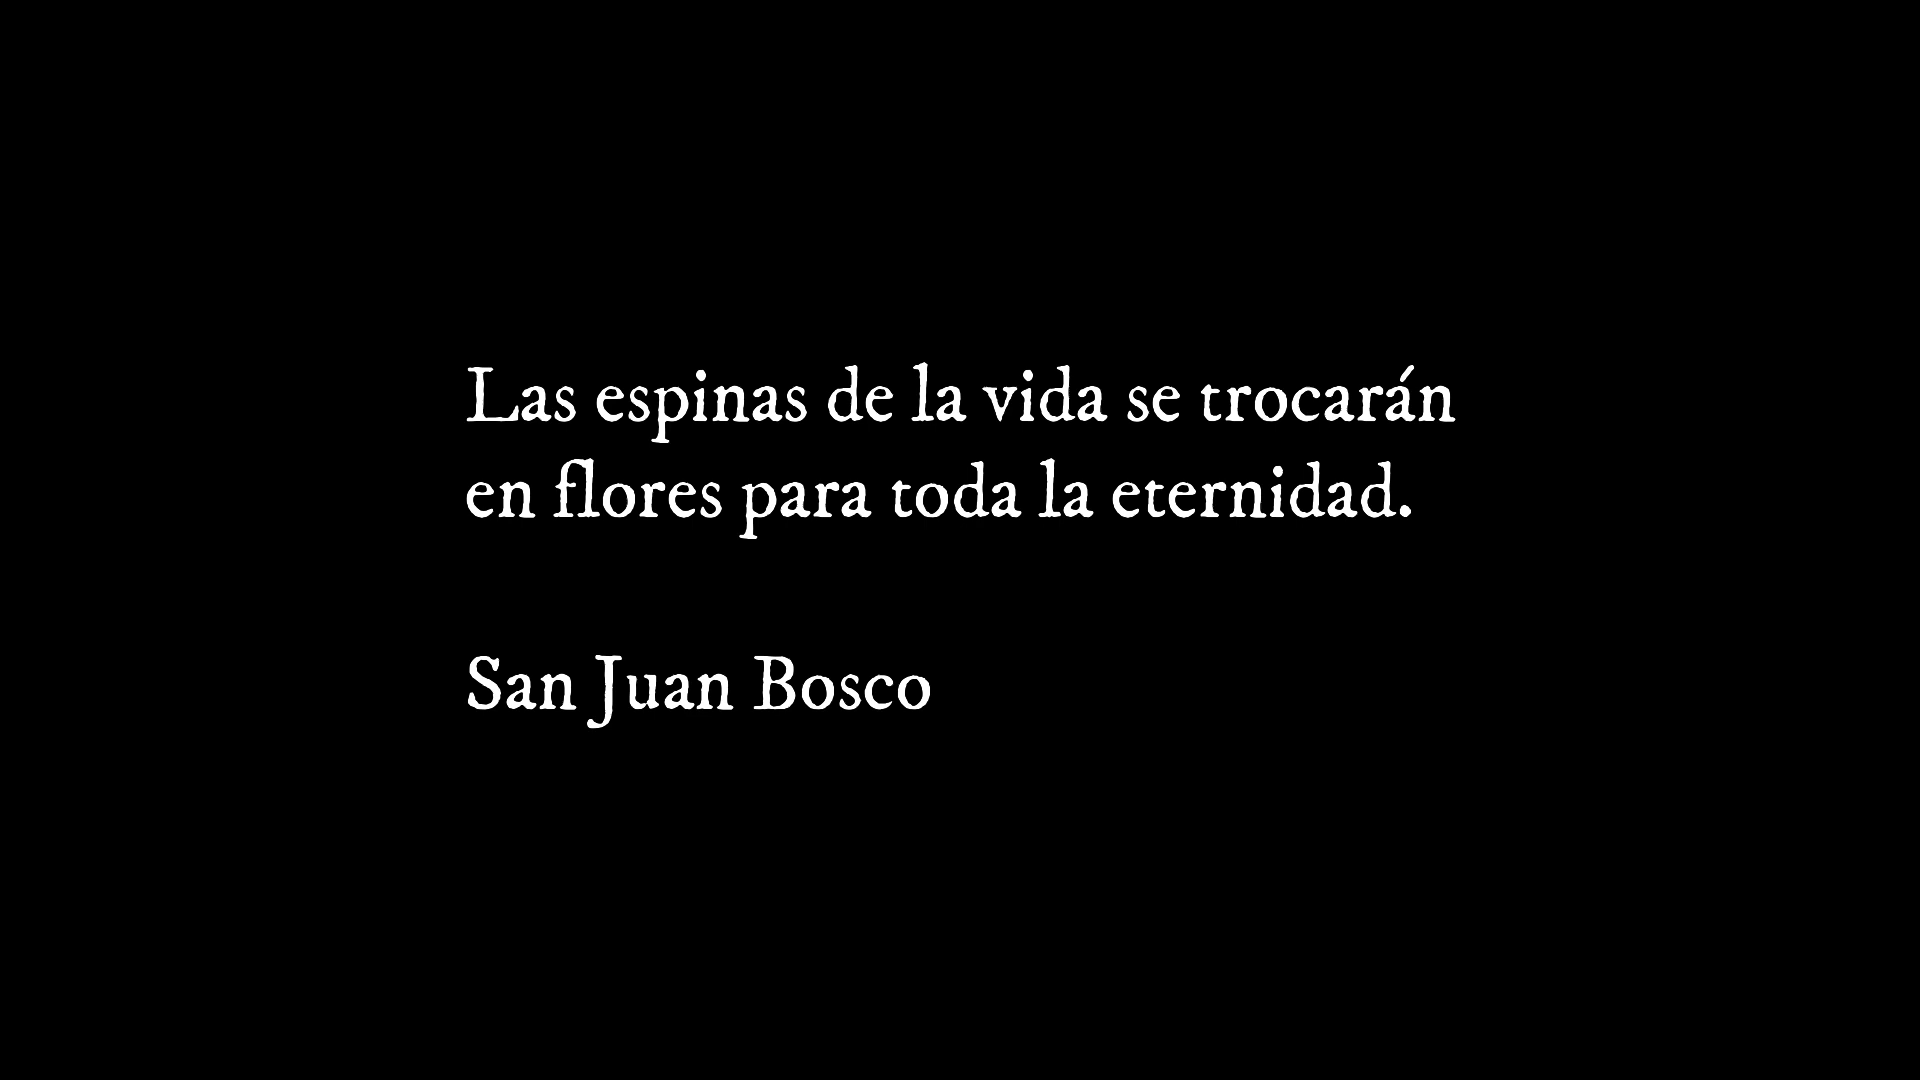 Las espinas de la vida se trocarán
en flores para toda la eternidad.
San Juan Bosco